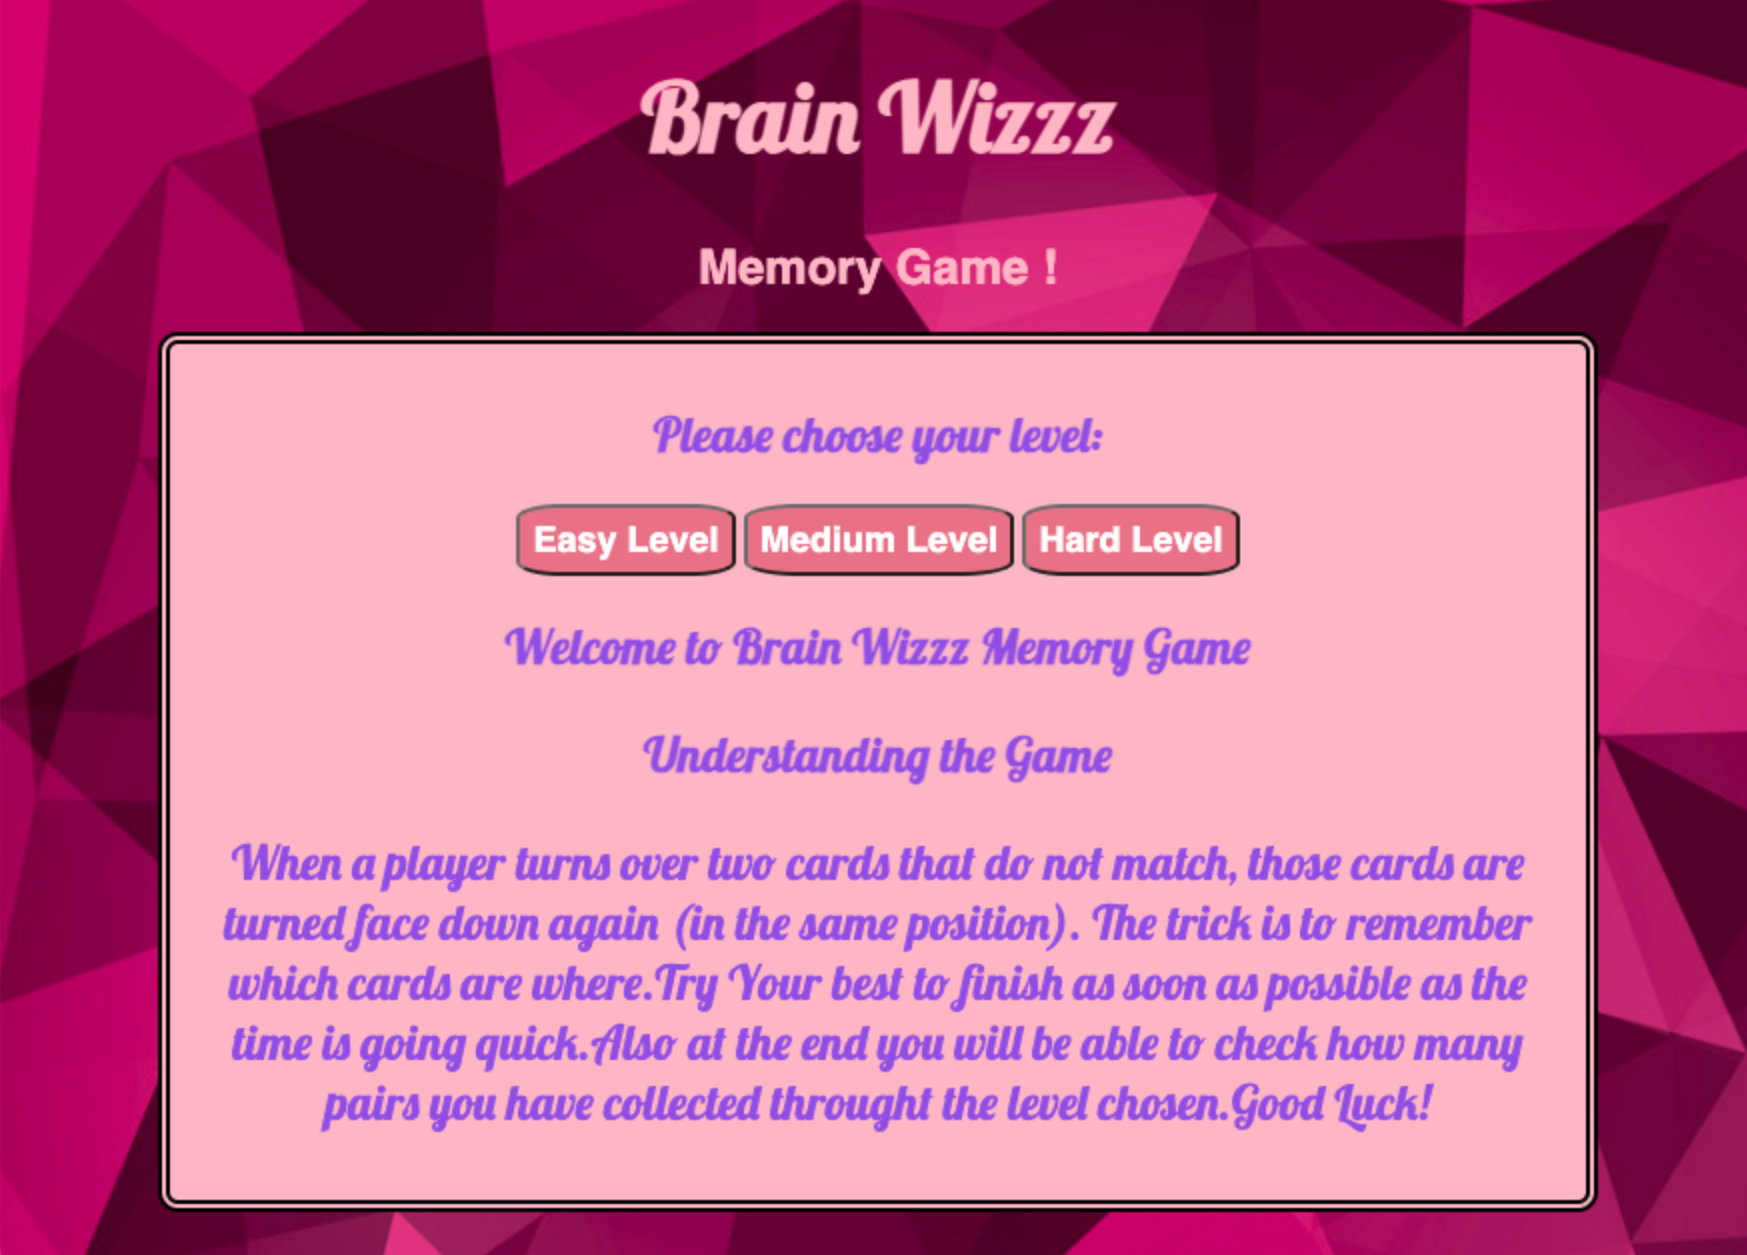 Brain Wizzz
Memory Game !
Please choose your level:
Easy Level Medium Level Hard Level
Welcome to Brain Wizzz Memory Game
Understanding the Game
When a player turns over two cards that do not match, those cards are
turned face down again (in the same position). The trick is to remember
which cards are where.Try Your best to finish as soon as possible as the
time is going quick.Also at the end you will be able to check how many
pairs you have collected throught the level chosen.Good Luck!